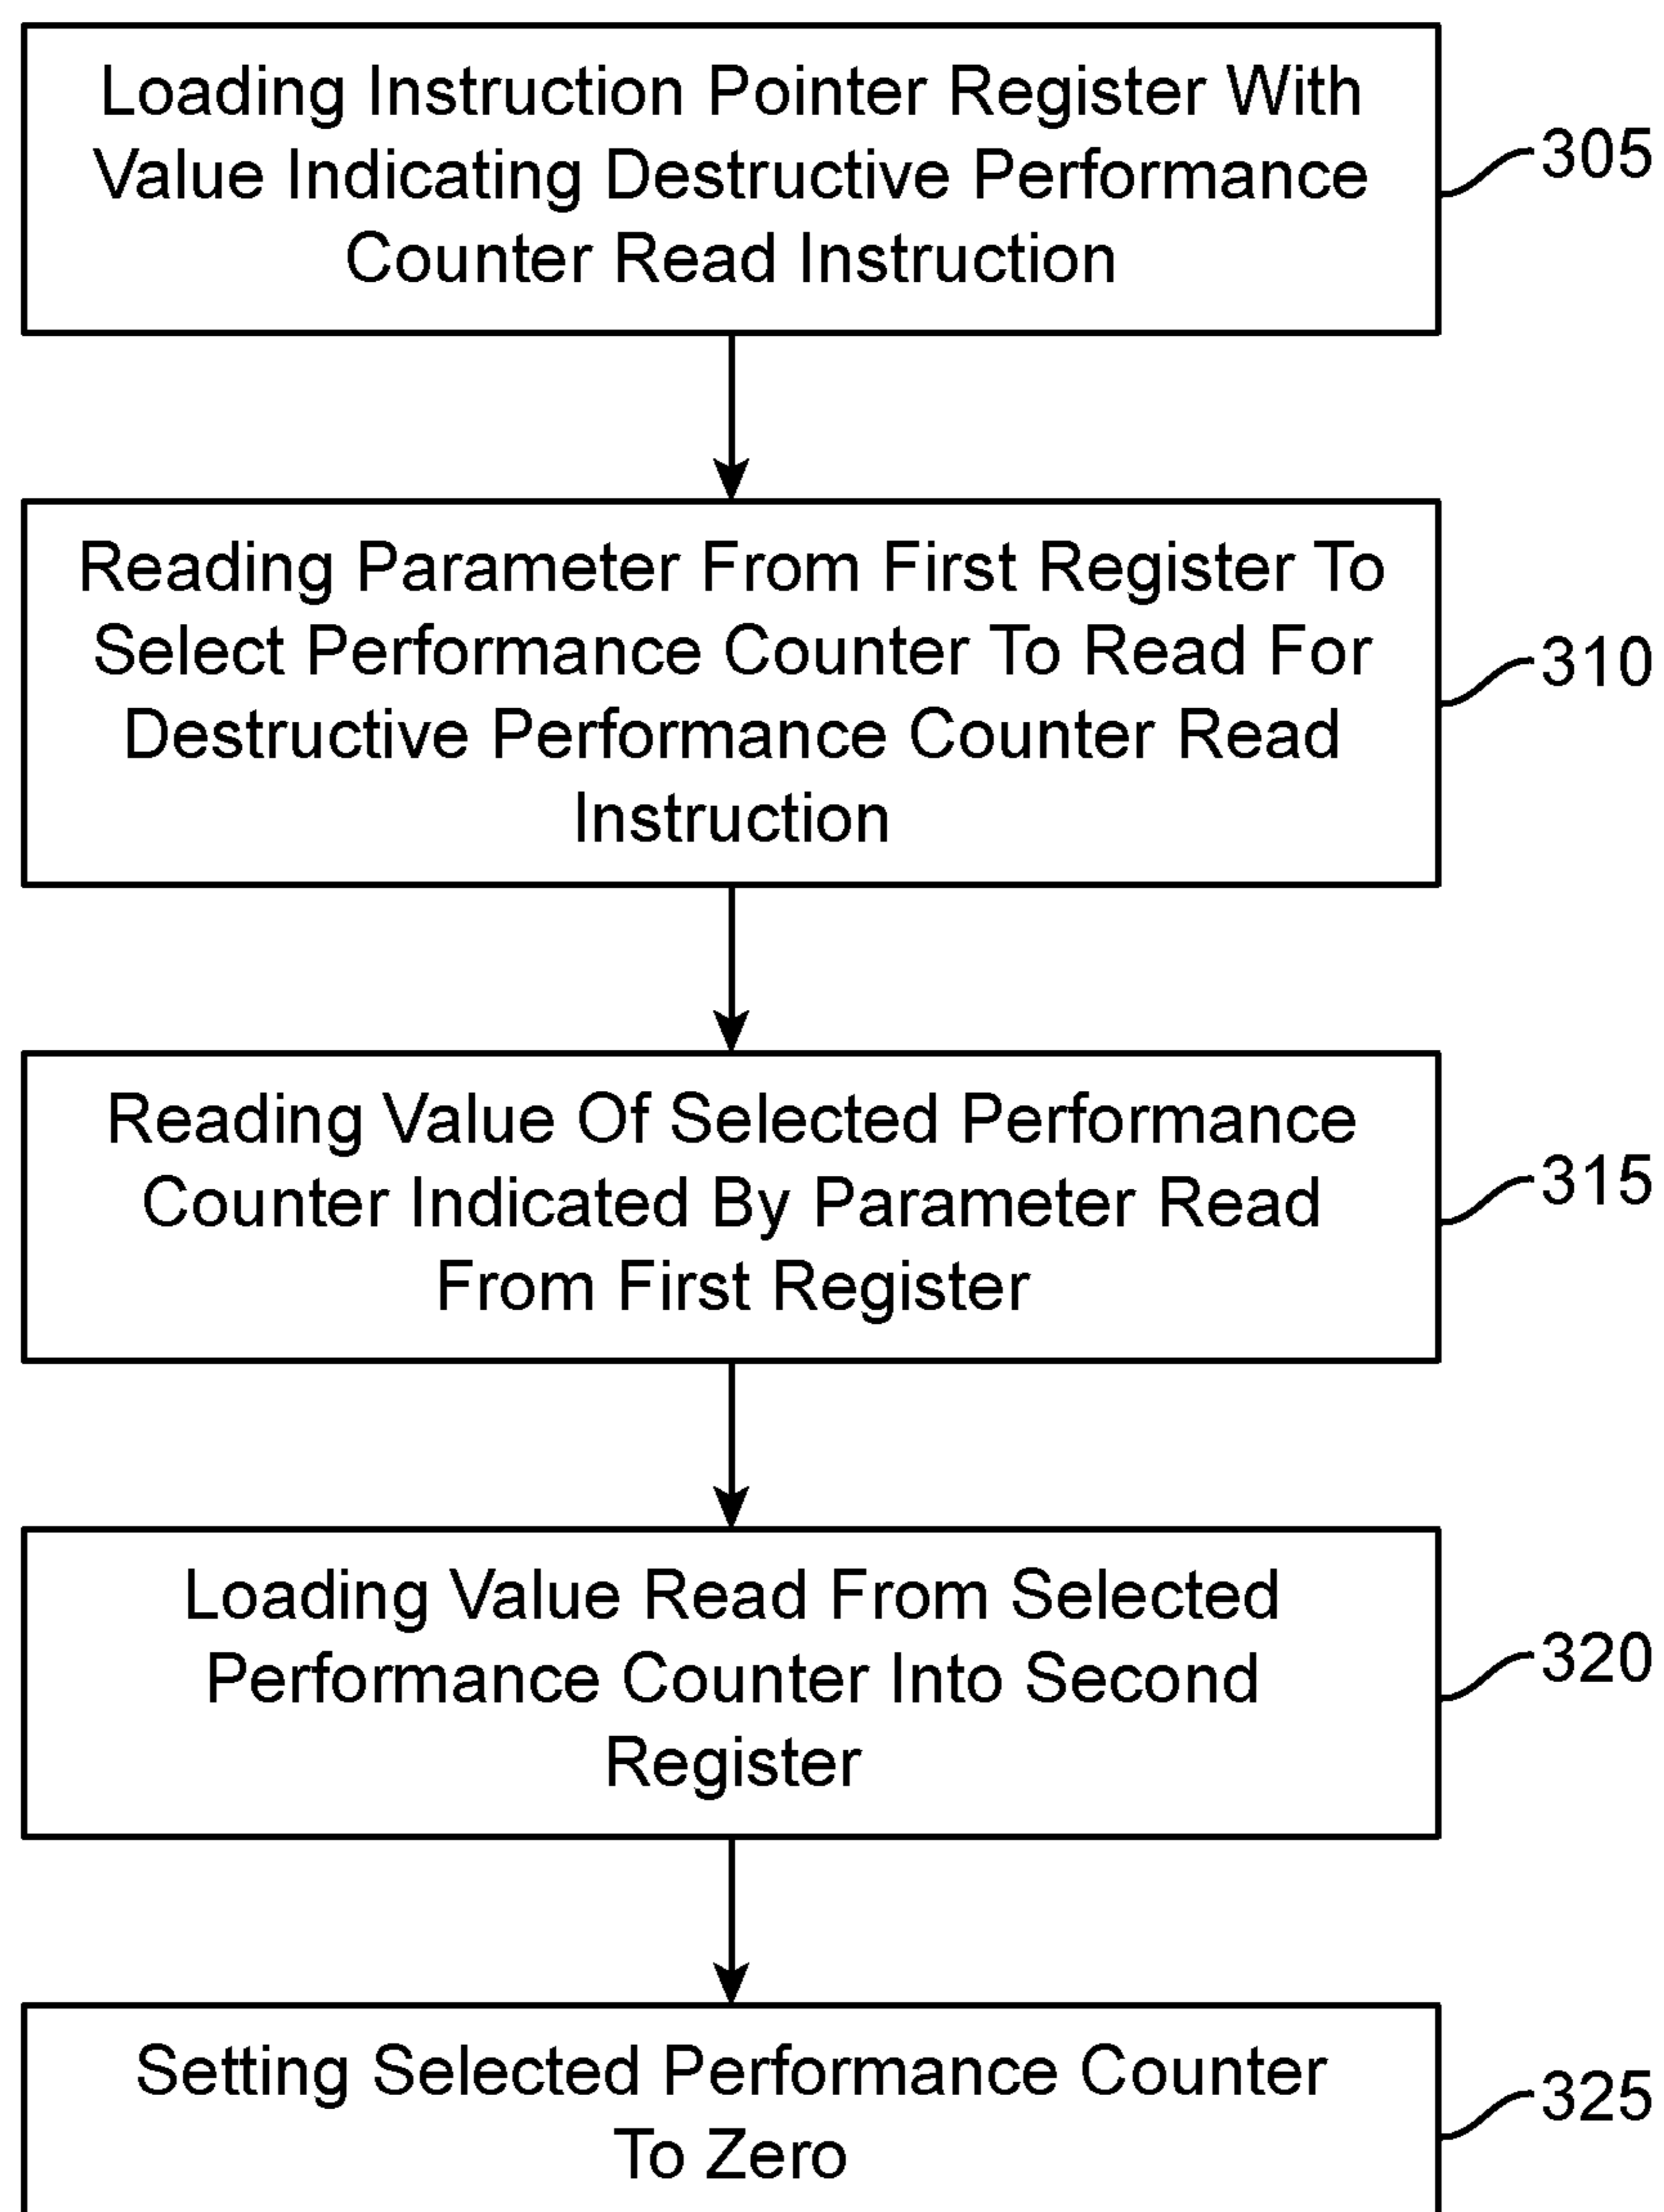 Loading Instruction Pointer Register With
Value Indicating Destructive Performance
Counter Read Instruction
305
Reading Parameter From First Register To
Select Performance Counter To Read For
Destructive Performance Counter Read
Instruction
310
Reading Value Of Selected Performance
Counter Indicated By Parameter Read
From First Register
315
Loading Value Read From Selected
Performance Counter Into Second
Register
320
Setting Selected Performance Counter
To Zero
325